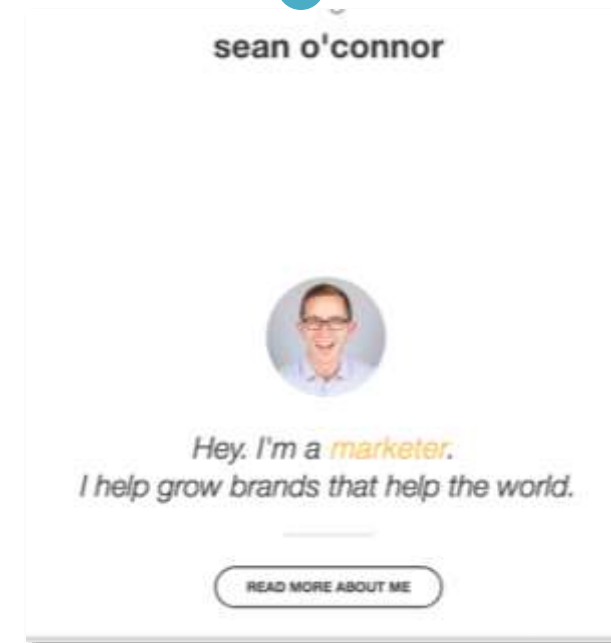 sean o'connor
Hey. I'm a marketer.
I help grow brands that help the world.
READ MORE ABOUT ME